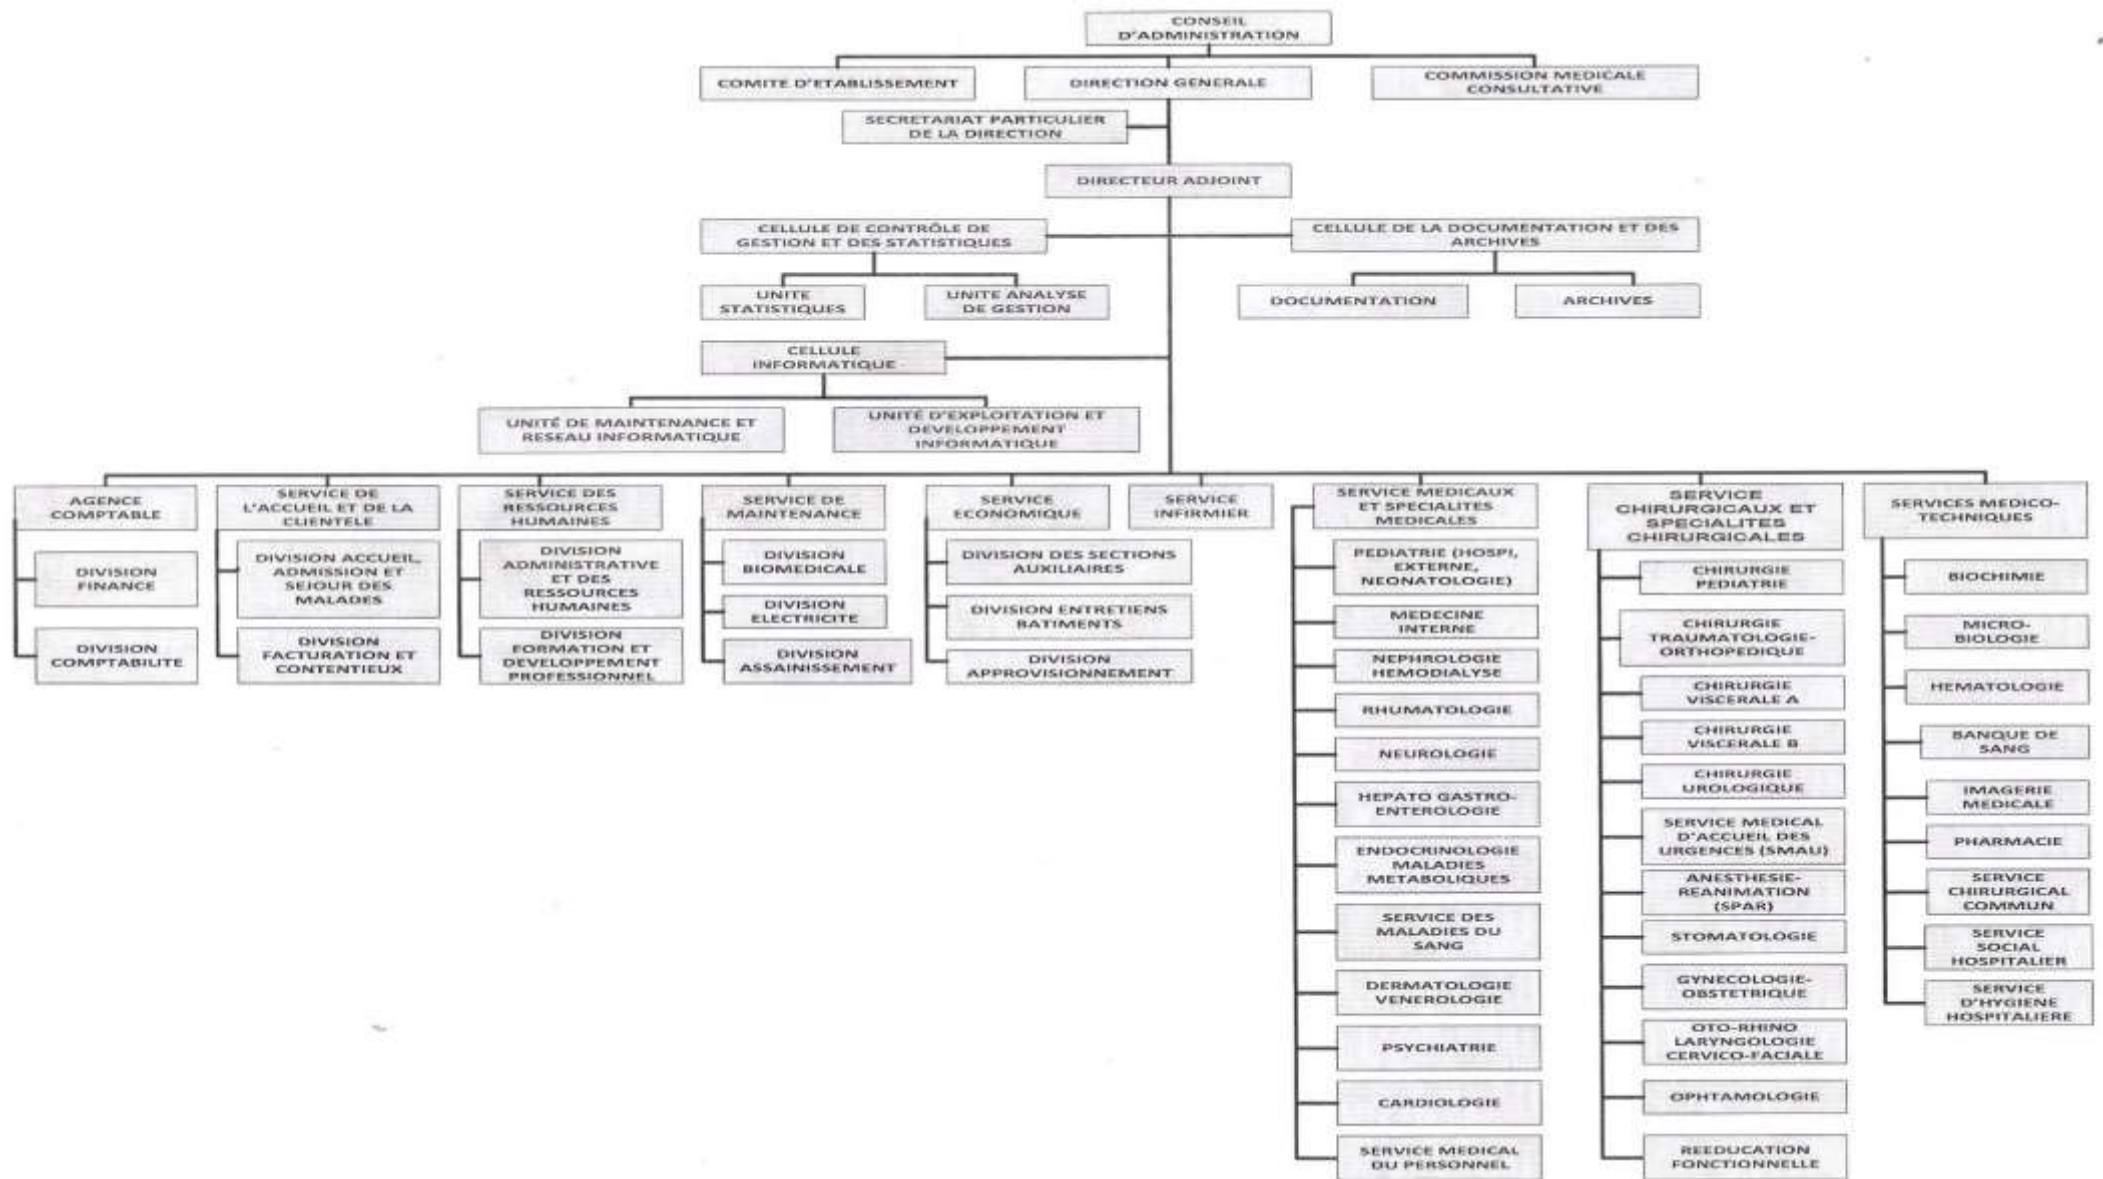 CONSEIL
D'ADMINISTRATION
COMITE D'ETABLISSEMENT
DIRECTION GENERALE
COMMISSION MEDICALE
CONSULTATIVE
SECRETARIAT PARTICULIER
DE LA DIRECTION
DIRECTEUR ADJOINT
CELLULE DE CONTRÔLE DE
GESTION ET DES STATISTIQUES
CELLULE DE LA DOCUMENTATION ET DES
ARCHIVES
UNITE
STATISTIQUES
UNITE ANALYSE
DE GESTION
DOCUMENTATION
ARCHIVES
CELLULE
INFORMATIQUE
UNITÉ DE MAINTENANCE ET
RESEAU INFORMATIQUE
UNITÉ D'EXPLOITATION ET
DEVELOPPEMENT
INFORMATIQUE
AGENCE
COMPTABLE
DIVISION
FINANCE
DIVISION
COMPTABILITE
SERVICE DE
L'ACCUEIL ET DE LA
CLIENTELE
DIVISION ACCUEIL,
ADMISSION ET
SEJOUR DES
MALADES
DIVISION
FACTURATION ET
CONTENTIEUX
SERVICE DES
RESSOURCES
HUMAINES
DIVISION
ADMINISTRATIVE
ET DES
RESSOURCES
HUMAINES
DIVISION
FORMATION ET
DEVELOPPEMENT
PROFESSIONNEL
SERVICE DE
MAINTENANCE
DIVISION
BIOMEDICALE
DIVISION
ELECTRICITE
DIVISION
ASSAINISSEMENT
SERVICE
ECONOMIQUE
DIVISION DES SECTIONS
AUXILIAIRES
DIVISION ENTRETIENS
BATIMENTS
DIVISION
APPROVISIONNEMENT
SERVICE
INFIRMIER
SERVICE MEDICAUX
ET SPECIALITES
MEDICALES
PEDIATRIE (HOSPI,
EXTERNE,
NEONATOLOGIE)
MEDECINE
INTERNE
NEPHROLOGIE
HEMODIALYSE
RHUMATOLOGIE
NEUROLOGIE
HEPATO GASTRO-
ENTEROLOGIE
ENDOCRINOLOGIE
MALADIES
METABOLIQUES
SERVICE DES
MALADIES DU
SANG
DERMATOLOGIE
VENEROLOGIE
PSYCHIATRIE
CARDIOLOGIE
SERVICE MEDICAL
DU PERSONNEL
SERVICE
CHIRURGICAUX ET
SPECIALITES
CHIRURGICALES
CHIRURGIE
PEDIATRIE
CHIRURGIE
TRAUMATOLOGIE-
ORTHOPEDIQUE
CHIRURGIE
VISCERALE A
CHIRURGIE
VISCERALE B
CHIRURGIE
UROLOGIQUE
SERVICE MEDICAL
D'ACCUEIL DES
URGENCES (SMAU)
ANESTHESIE-
REANIMATION
(SPAR)
STOMATOLOGIE
GYNECOLOGIE-
OBSTETRIQUE
OTO-RHINO
LARYNGOLOGIE
CERVICO-FACIALE
OPHTAMOLOGIE
REEDUCATION
FONCTIONNELLE
SERVICES MEDICO-
TECHNIQUES
BIOCHIMIE
MICRO-
BIOLOGIE
HEMATOLOGIE
BANQUE DE
SANG
IMAGERIE
MEDICALE
PHARMACIE
SERVICE
CHIRURGICAL
COMMUN
SERVICE
SOCIAL
HOSPITALIER
SERVICE
D'HYGIENE
HOSPITALIERE